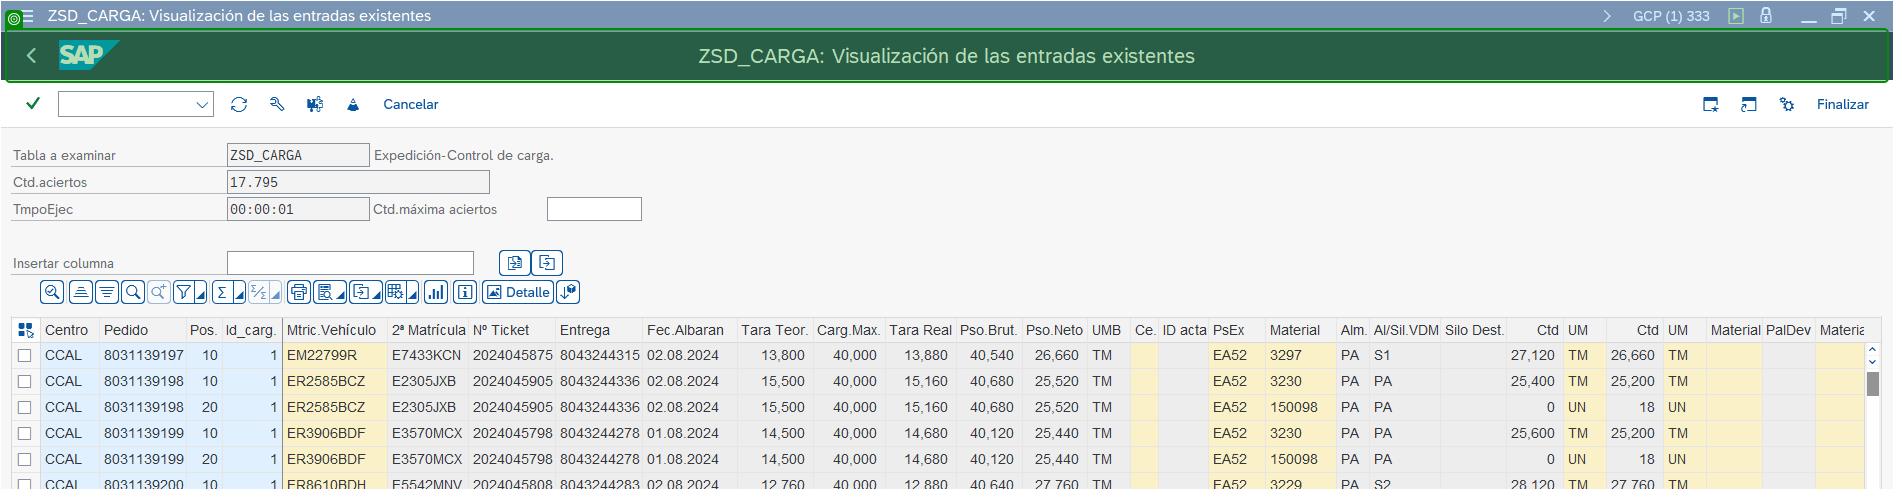 ZSD_CARGA: Visualización de las entradas existentes GCP (1) 333
SAP ZSD_CARGA: Visualización de las entradas existentes
Cancelar Finalizar
Tabla a examinar ZSD_CARGA Expedición-Control de carga.
Ctd.aciertos 17.795
TmpoEjec 00:00:01 Ctd.máxima aciertos
Insertar columna
Detalle
Centro Pedido Pos. Id_carg. Mtric.Vehículo 2ª Matrícula Nº Ticket Entrega Fec.Albaran Tara Teor. Carg.Max. Tara Real Pso.Brut. Pso.Neto UMB Ce. ID acta PsEx Material Alm. Al/Sil.VDM Silo Dest. Ctd UM Ctd UM Material PalDev Materia
CCAL 8031139197 10 1 EM22799R E7433KCN 2024045875 8043244315 02.08.2024 13,800 40,000 13,880 40,540 26,660 TM EA52 3297 PA S1 27,120 TM 26,660 TM
CCAL 8031139198 10 1 ER2585BCZ E2305JXB 2024045905 8043244336 02.08.2024 15,500 40,000 15,160 40,680 25,520 TM EA52 3230 PA PA 25,400 TM 25,200 TM
CCAL 8031139198 20 1 ER2585BCZ E2305JXB 2024045905 8043244336 02.08.2024 15,500 40,000 15,160 40,680 25,520 TM EA52 150098 PA PA 0 UN 18 UN
CCAL 8031139199 10 1 ER3906BDF E3570MCX 2024045798 8043244278 01.08.2024 14,500 40,000 14,680 40,120 25,440 TM EA52 3230 PA PA 25,600 TM 25,200 TM
CCAL 8031139199 20 1 ER3906BDF E3570MCX 2024045798 8043244278 01.08.2024 14,500 40,000 14,680 40,120 25,440 TM EA52 150098 PA PA 0 UN 18 UN
CCAL 8031139200 10 1 ER8610BDH E5542MNV 2024045808 8043244283 02.08.2024 12,760 40,000 12,880 40,640 27,760 TM EA52 3229 PA S2 28,120 TM 27,760 TM